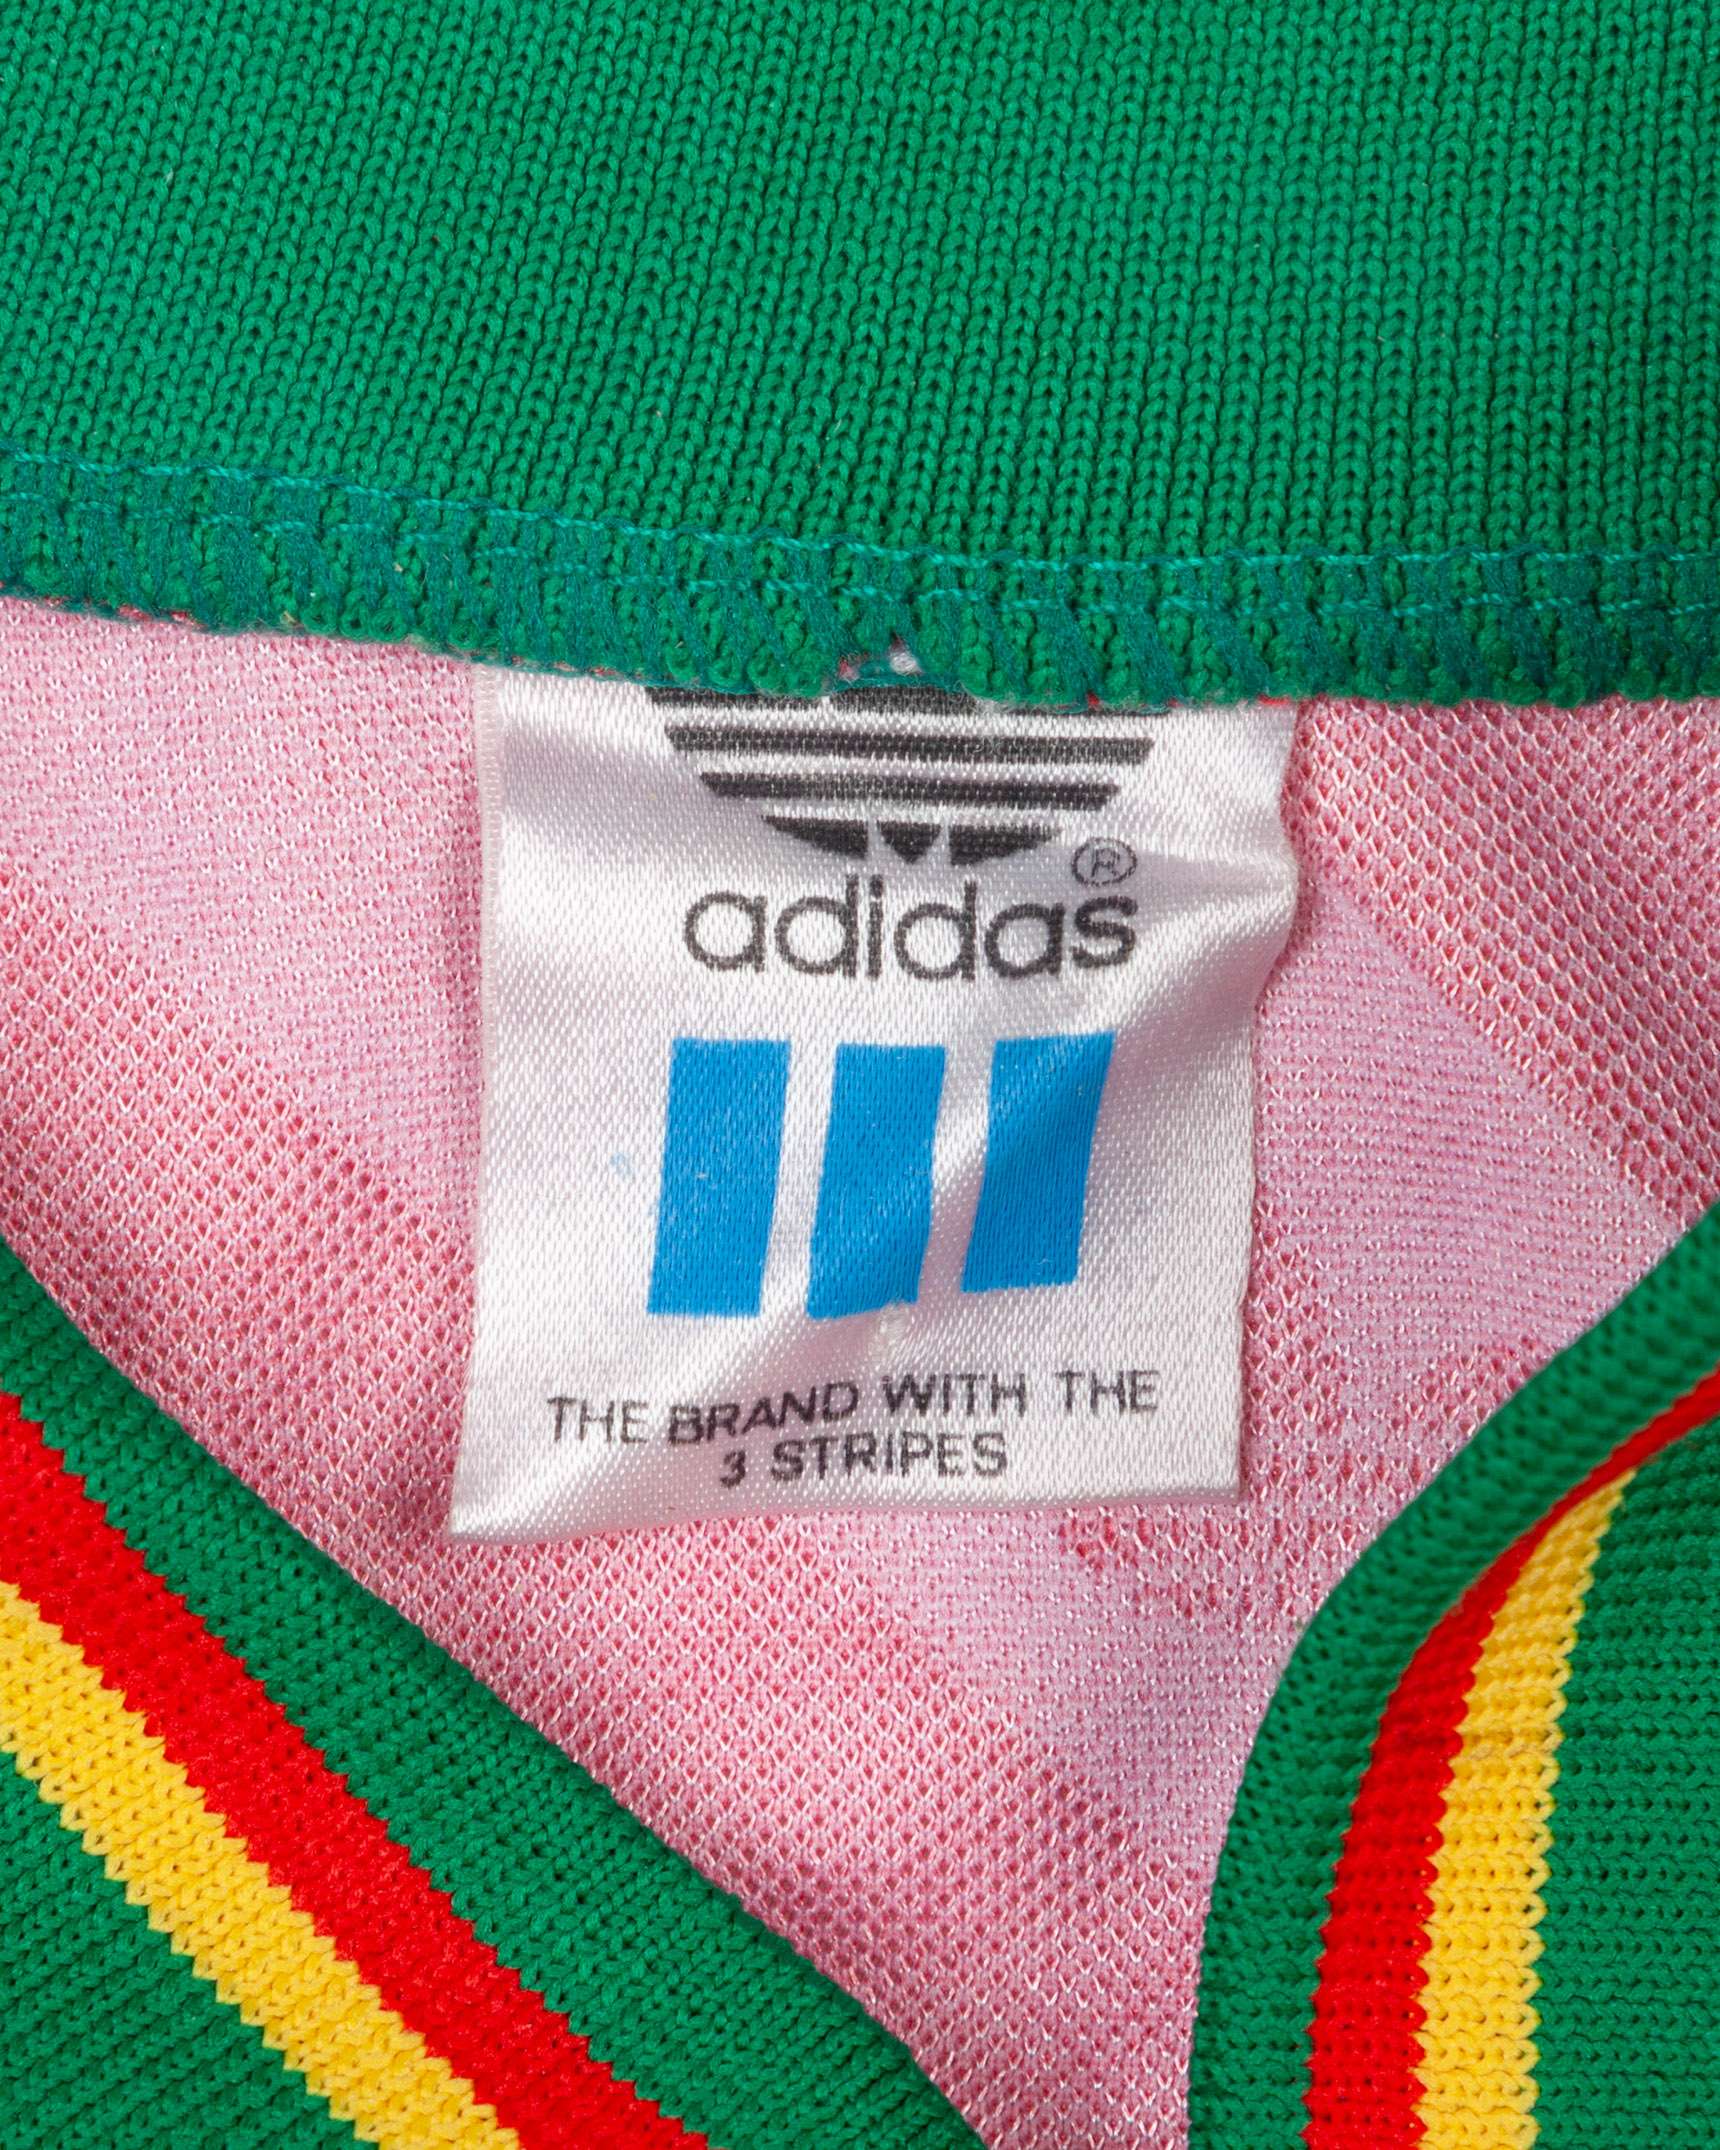 ®
adidas
THE BRAND WITH THE
3 STRIPES